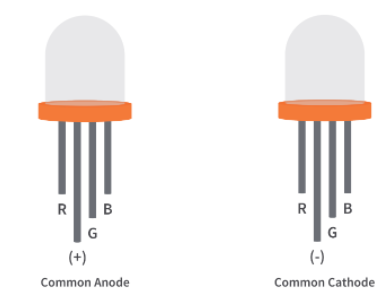 R B R B
G G
(+) (-)
Common Anode Common Cathode